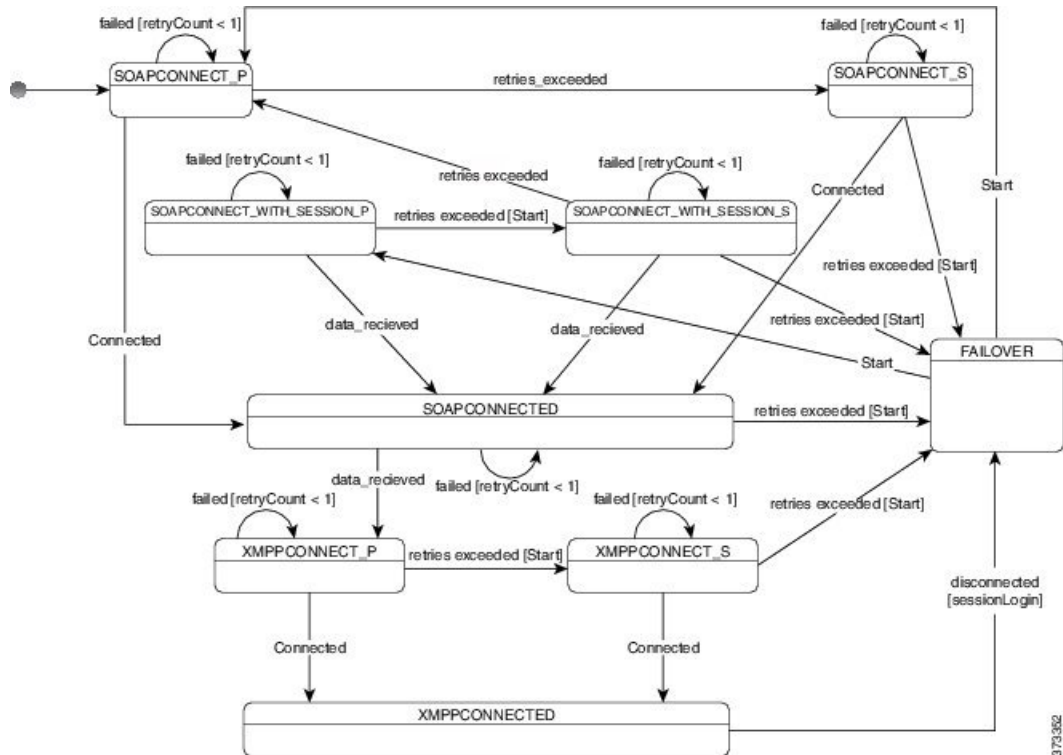 failed [retryCount < 1]
failed [retryCount < 1]
SOAPCONNECT_P
SOAPCONNECT_S
retries_exceeded
failed [retryCount < 1]
failed [retryCount < 1]
retries exceeded
Connected
Start
SOAPCONNECT_WITH_SESSION_P
retries exceeded [Start]
SOAPCONNECT_WITH_SESSION_S
retries exceeded [Start]
data_recieved
data_recieved
retries exceeded [Start]
Connected
FAILOVER
Start
SOAPCONNECTED
retries exceeded [Start]
data_recieved
failed [retryCount < 1]
failed [retryCount < 1]
failed [retryCount < 1]
retries exceeded [Start]
XMPPCONNECT_P
retries exceeded [Start]
XMPPCONNECT_S
disconnected
[sessionLogin]
Connected
Connected
XMPPCONNECTED
373362